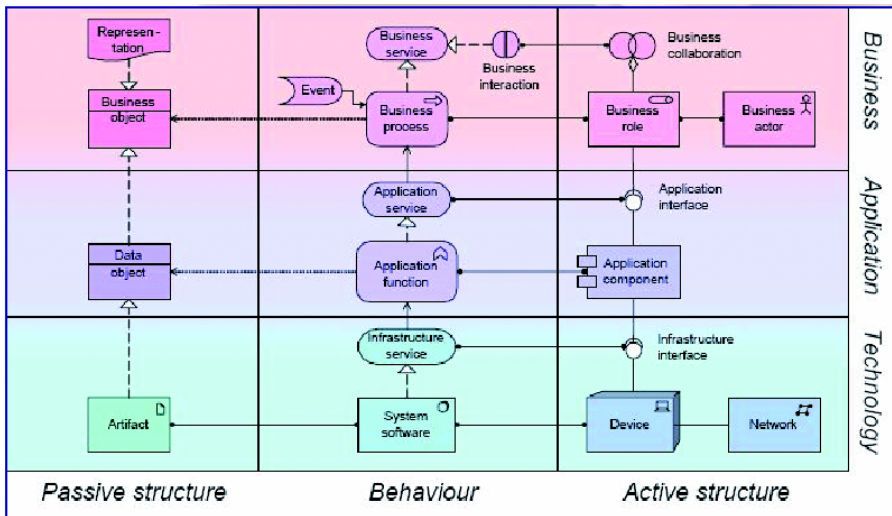 Represen-
tation
Business
service
Business
interaction
Business
collaboration
Event
Business
object
Business
process
Business
role
Business
actor
Business
Application
service
Application
interface
Data
object
Application
function
Application
component
Application
Infrastructure
service
Infrastructure
interface
Artifact
System
software
Device
Network
Technology
Passive structure
Behaviour
Active structure